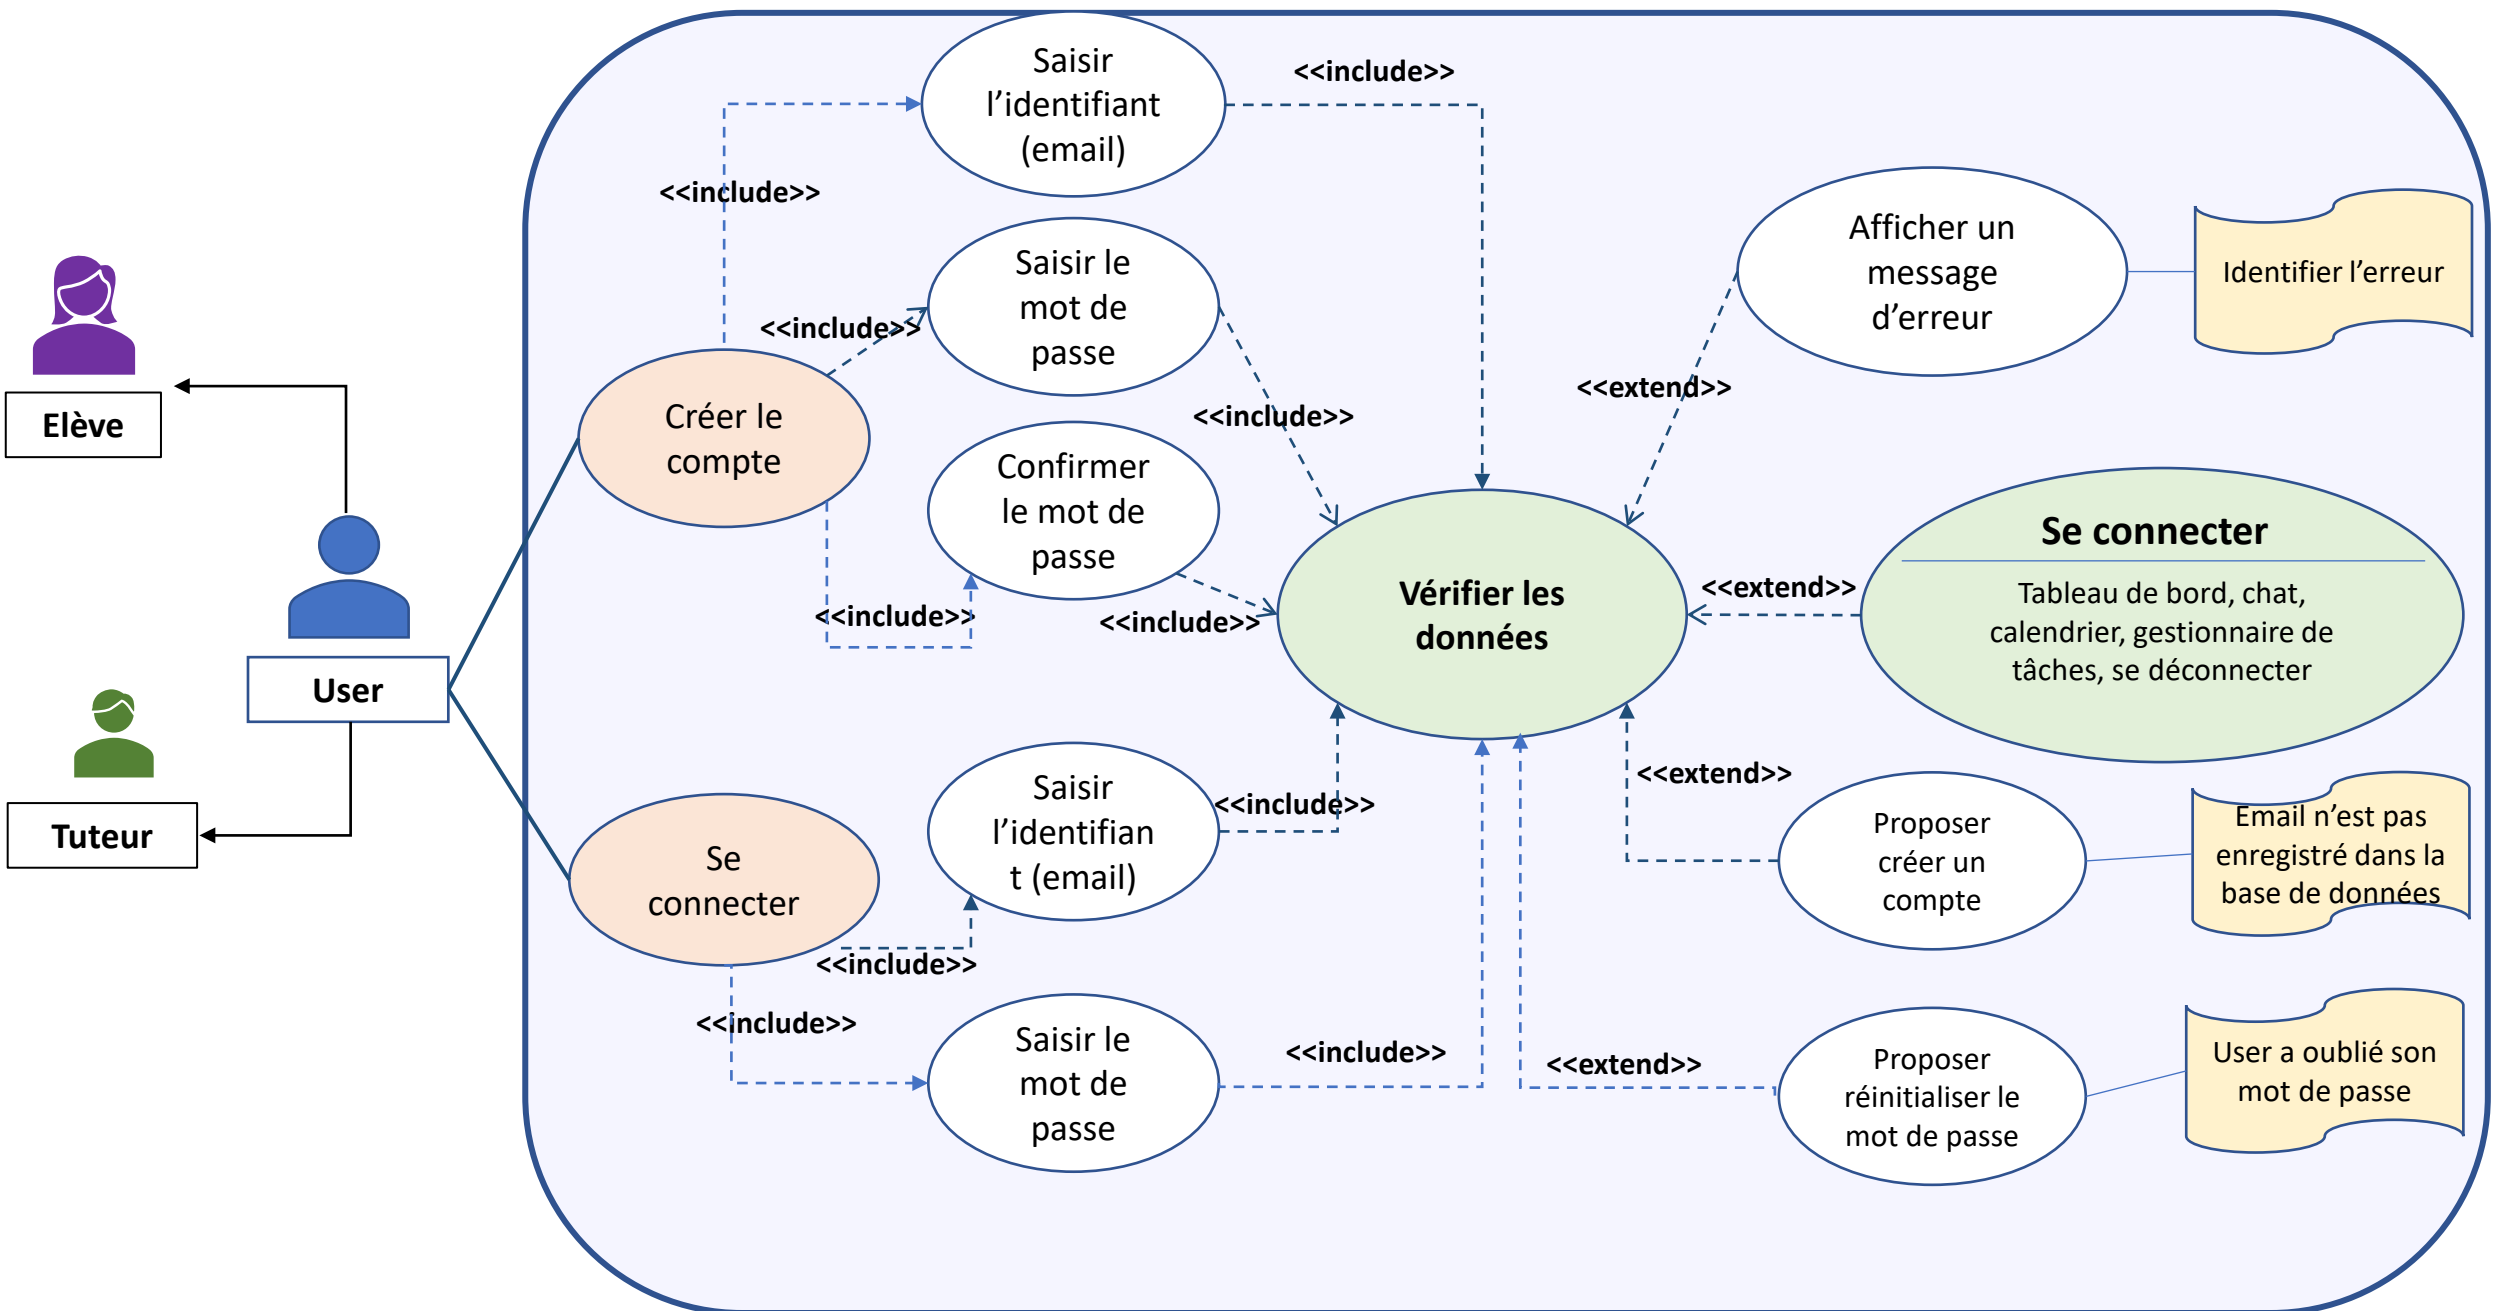 Elève
User
Tuteur
Créer le
compte
Se
connecter
<<include>>
<<include>>
<<include>>
<<include>>
<<include>>
Saisir
l’identifiant
(email)
Saisir le
mot de
passe
Confirmer
le mot de
passe
Saisir
l’identifian
t (email)
Saisir le
mot de
passe
<<include>>
<<include>>
<<include>>
<<include>>
<<include>>
Vérifier les
données
<<extend>>
<<extend>>
<<extend>>
<<extend>>
Afficher un
message
d’erreur
Identifier l’erreur
Se connecter
Tableau de bord, chat,
calendrier, gestionnaire de
tâches, se déconnecter
Proposer
créer un
compte
Email n’est pas
enregistré dans la
base de données
Proposer
réinitialiser le
mot de passe
User a oublié son
mot de passe